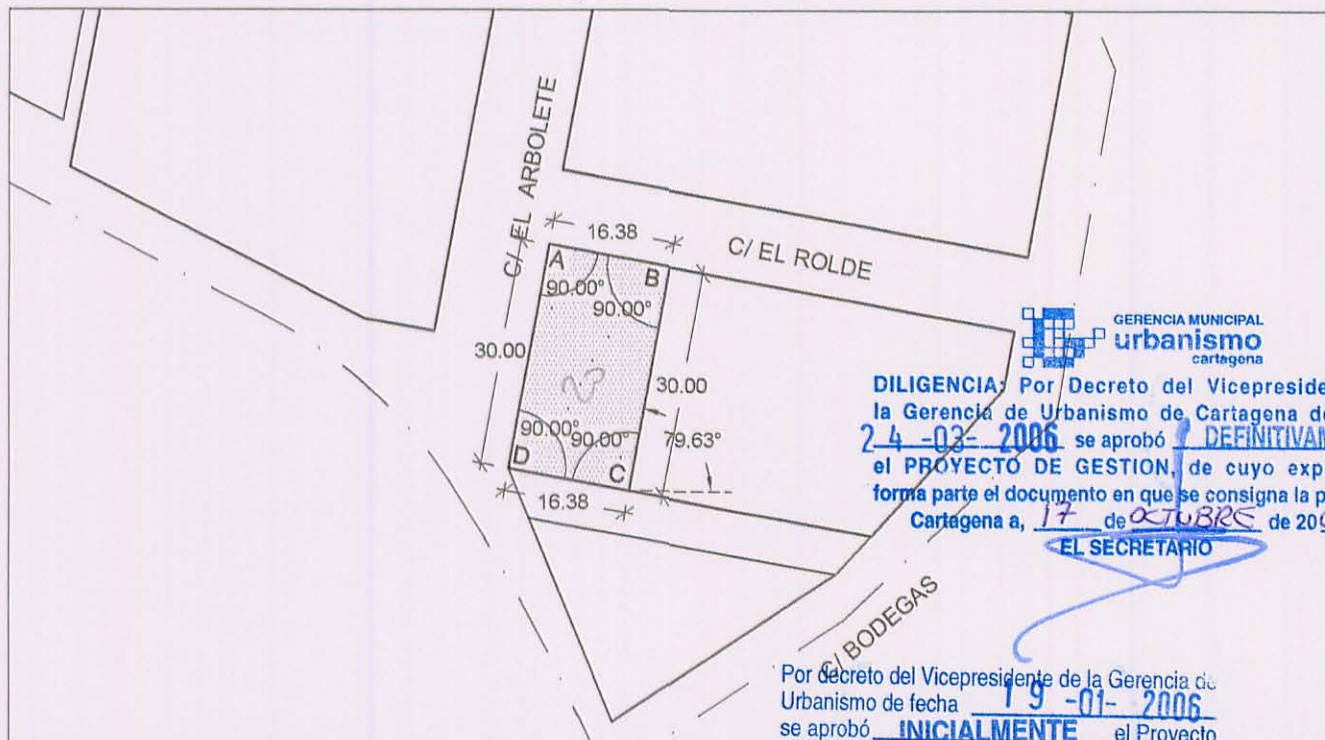 C/ EL ARBOLETE
16.38
C/ EL ROLDE
A
B
90.00°
90.00°
30.00
23
30.00
90.00°
90.00°
79.63°
D
C
16.38
C/ BODEGAS
GERENCIA MUNICIPAL
urbanismo
cartagena
DILIGENCIA: Por Decreto del Vicepreside
la Gerencia de Urbanismo de Cartagena de
24-03-2006 se aprobó DEFINITIVAM
el PROYECTO DE GESTION, de cuyo exp
forma parte el documento en que se consigna la p
Cartagena a, 17 de OCTUBRE de 20
EL SECRETARIO
Por decreto del Vicepresidente de la Gerencia de
Urbanismo de fecha 19-01-2006
se aprobó INICIALMENTE el Proyecto